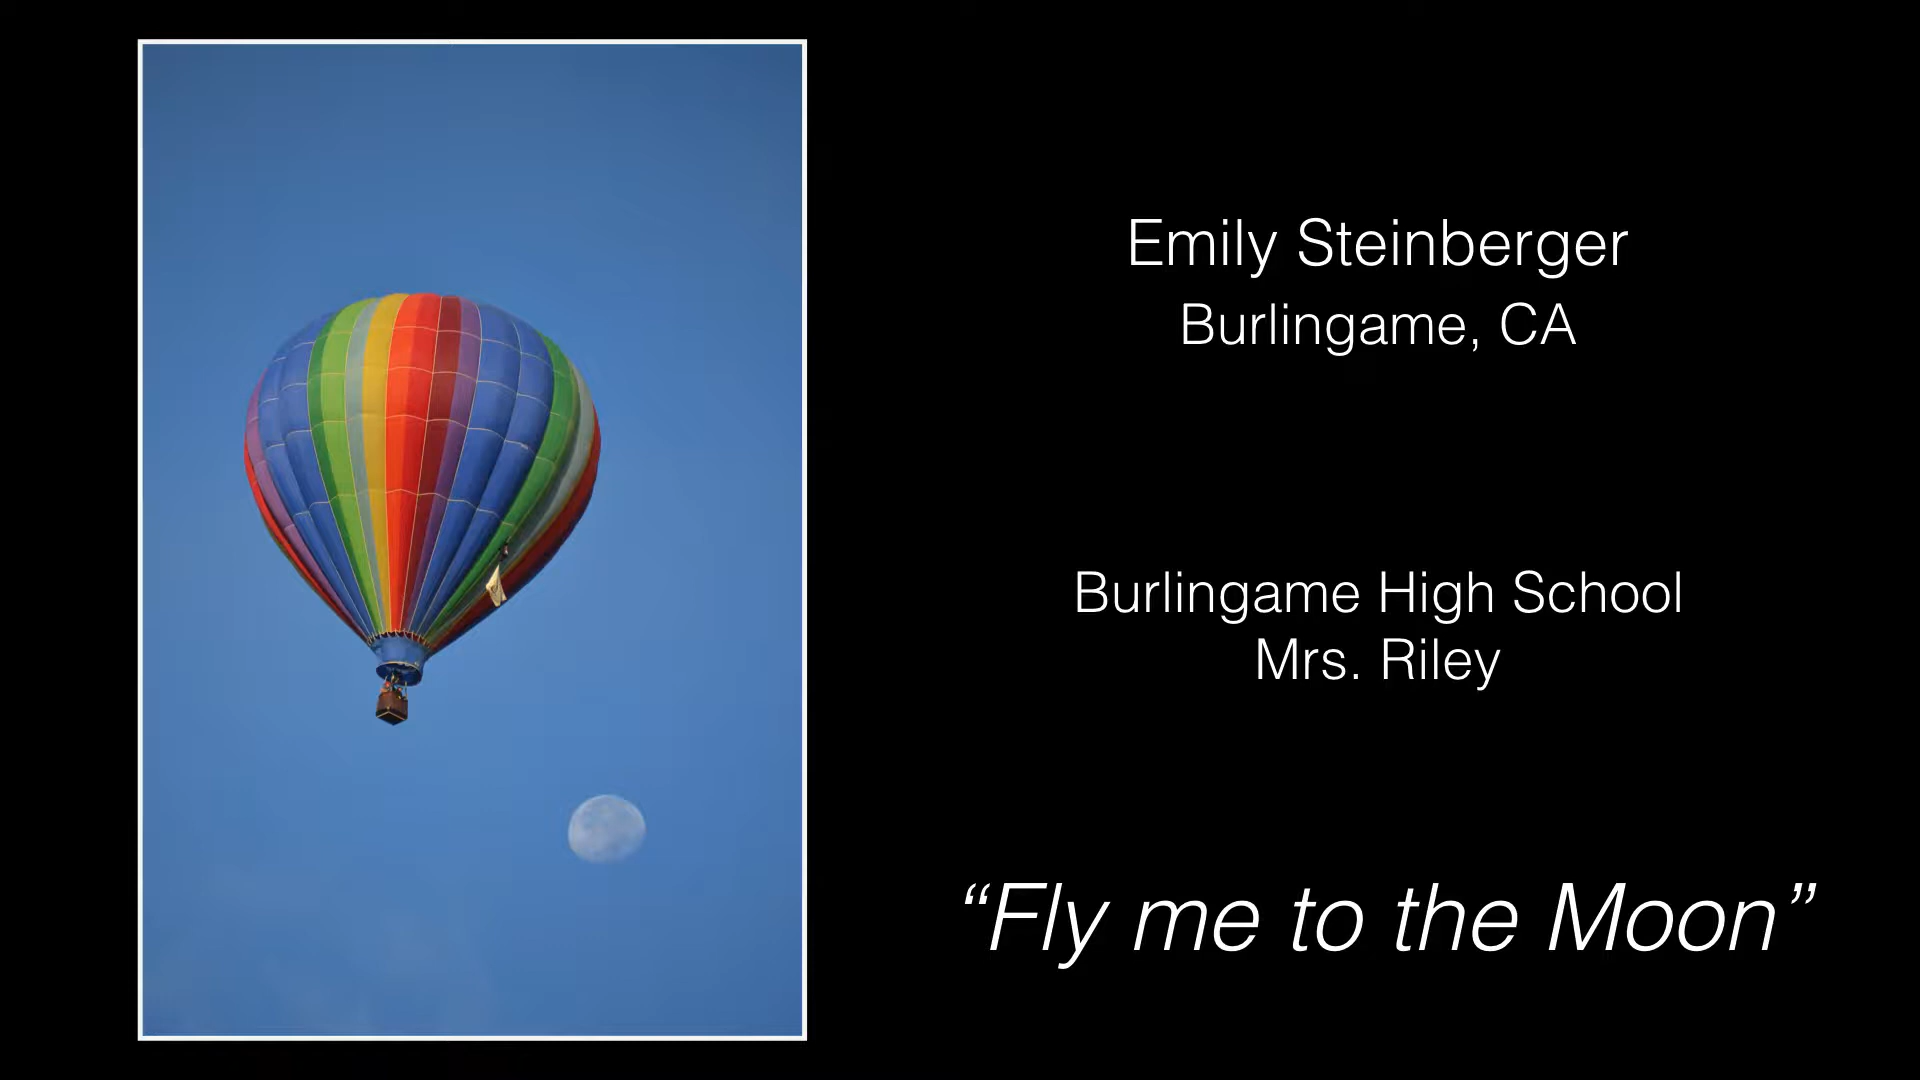 Emily Steinberger
Burlingame, CA
Burlingame High School
Mrs. Riley
“Fly me to the Moon”